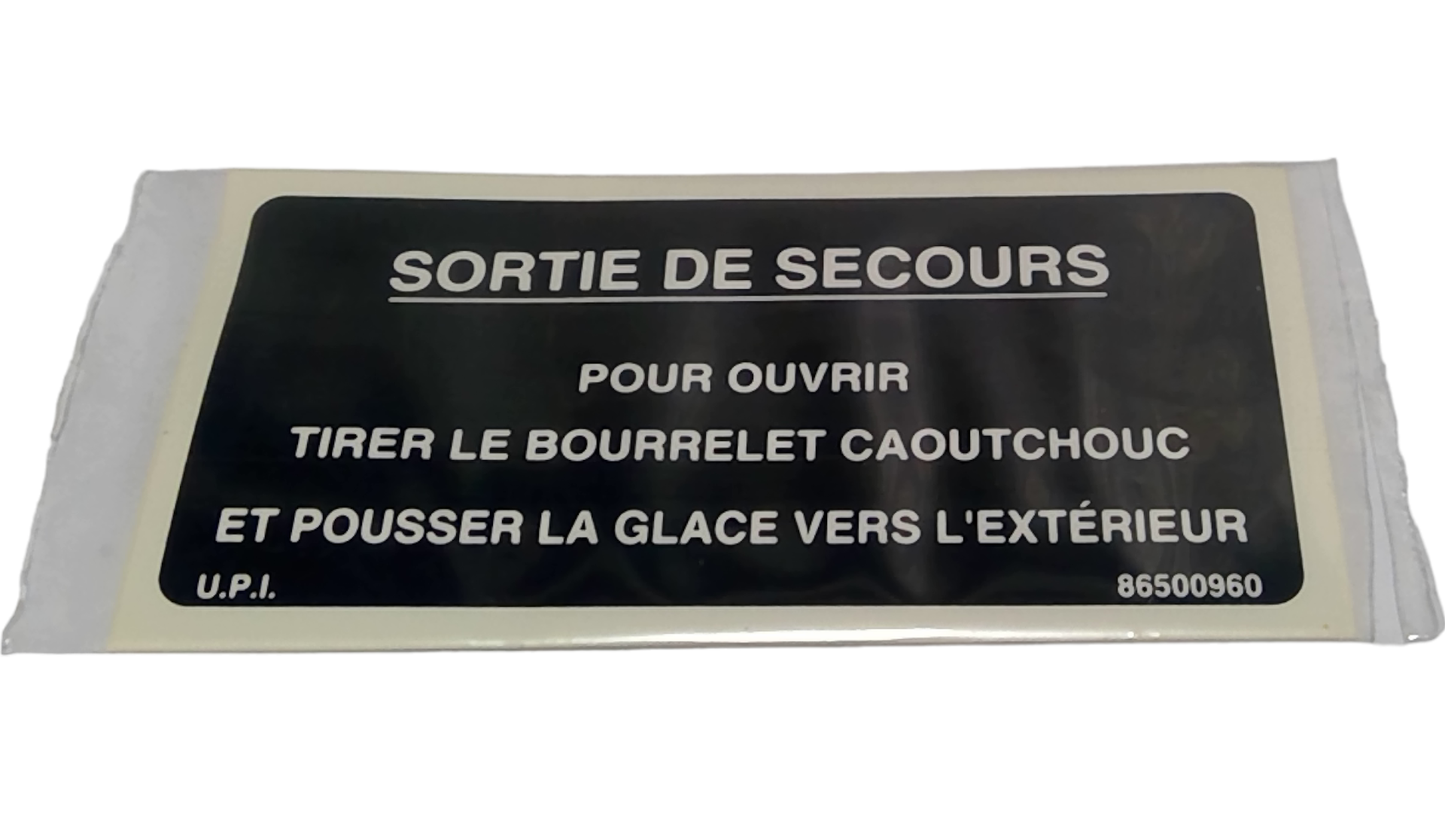 SORTIE DE SECOURS
POUR OUVRIR
TIRER LE BOURRELET CAOUTCHOUC
ET POUSSER LA GLACE VERS L'EXTÉRIEUR
U.P.I. 86500960